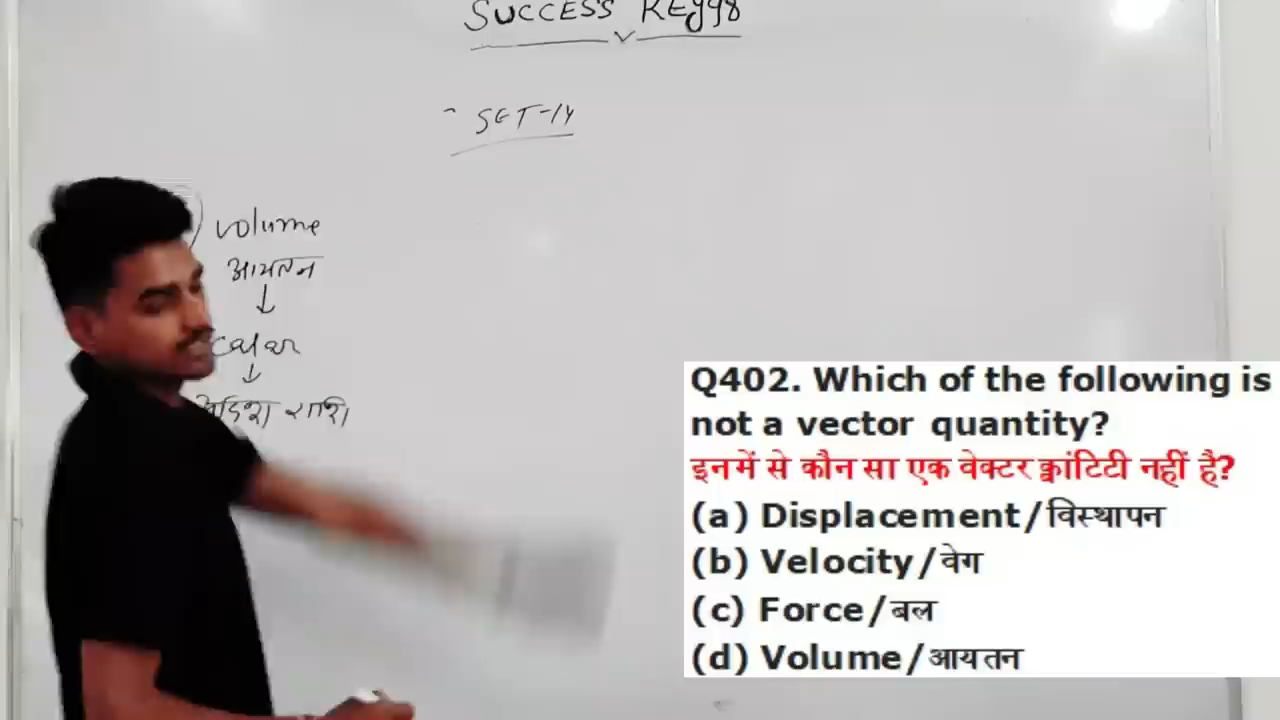 SUCCESS KEY98
SET-14
volume
आयतन
↓
↓
राशि
Q402. Which of the following is
not a vector quantity?
इनमें से कौन सा एक वेक्टर क्वांटिटी नहीं है?
(a) Displacement/विस्थापन
(b) Velocity/वेग
(c) Force/बल
(d) Volume/आयतन